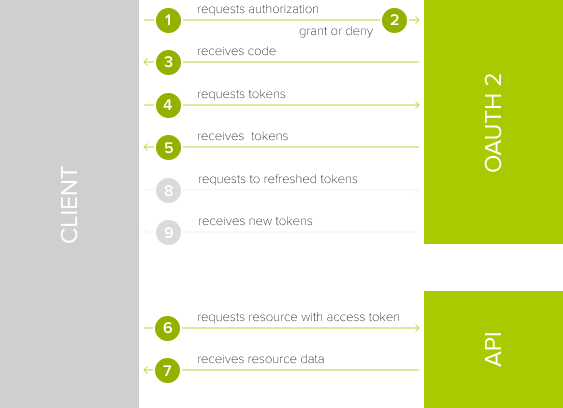 requests authorization
1
2
grant or deny
receives code
3
requests tokens
4
receives tokens
5
requests to refreshed tokens
8
receives new tokens
9
requests resource with access token
6
receives resource data
7
CLIENT
OAUTH 2
API